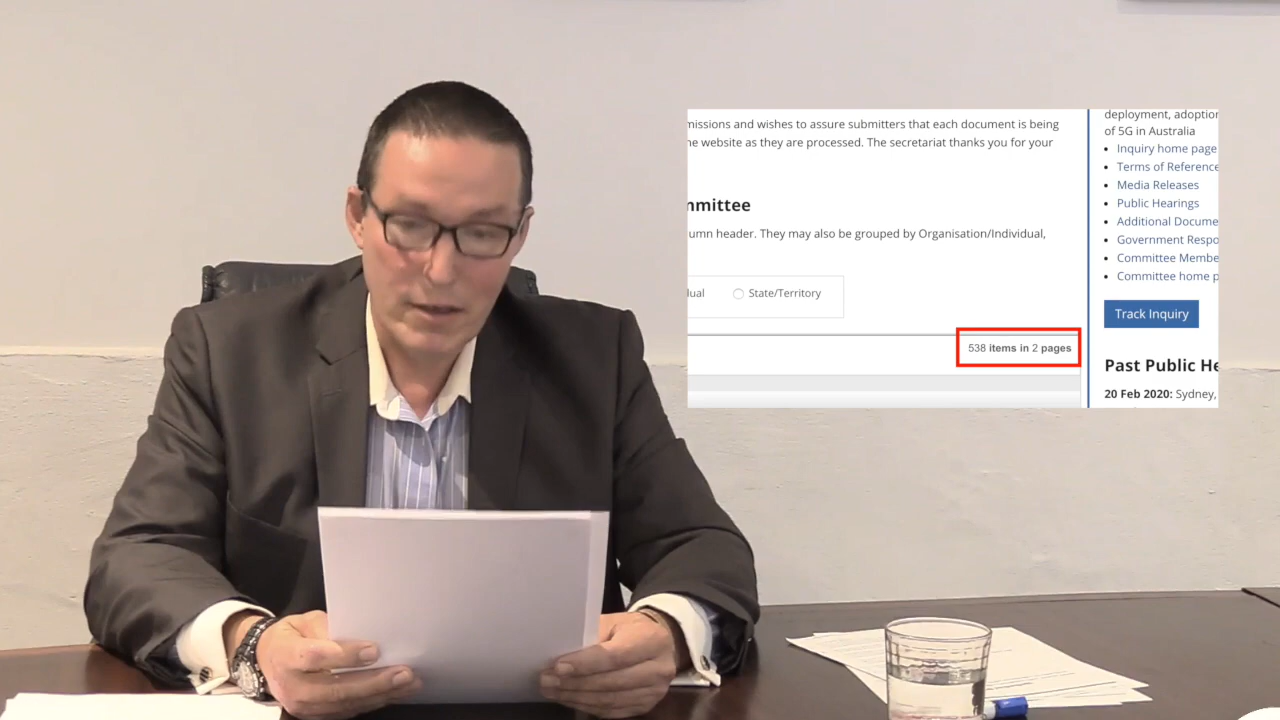 missions and wishes to assure submitters that each document is being
he website as they are processed. The secretariat thanks you for your
mmittee
umn header. They may also be grouped by Organisation/Individual,
dual State/Territory
538 items in 2 pages
deployment, adoption
of 5G in Australia
Inquiry home page
Terms of Reference
Media Releases
Public Hearings
Additional Docume
Government Respo
Committee Membe
Committee home p
Track Inquiry
Past Public He
20 Feb 2020: Sydney,